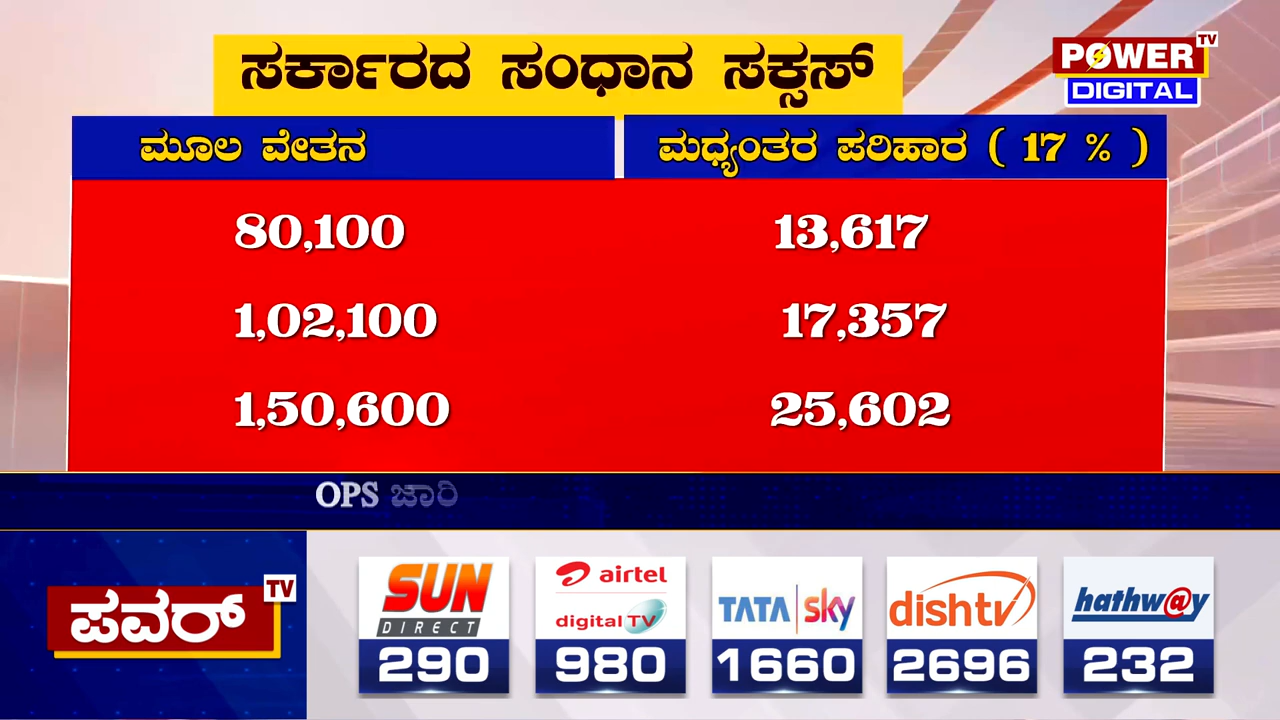 ಸರ್ಕಾರದ ಸಂಧಾನ ಸಕ್ಸಸ್
POWER TV
DIGITAL
ಮೂಲ ವೇತನ ಮಧ್ಯಂತರ ಪರಿಹಾರ ( 17 % )
80,100 13,617
1,02,100 17,357
1,50,600 25,602
OPS ಜಾರಿ
ಪವರ್ TV
SUN DIRECT 290
airtel digital TV 980
TATA sky 1660
dishtv 2696
hathw@y 232